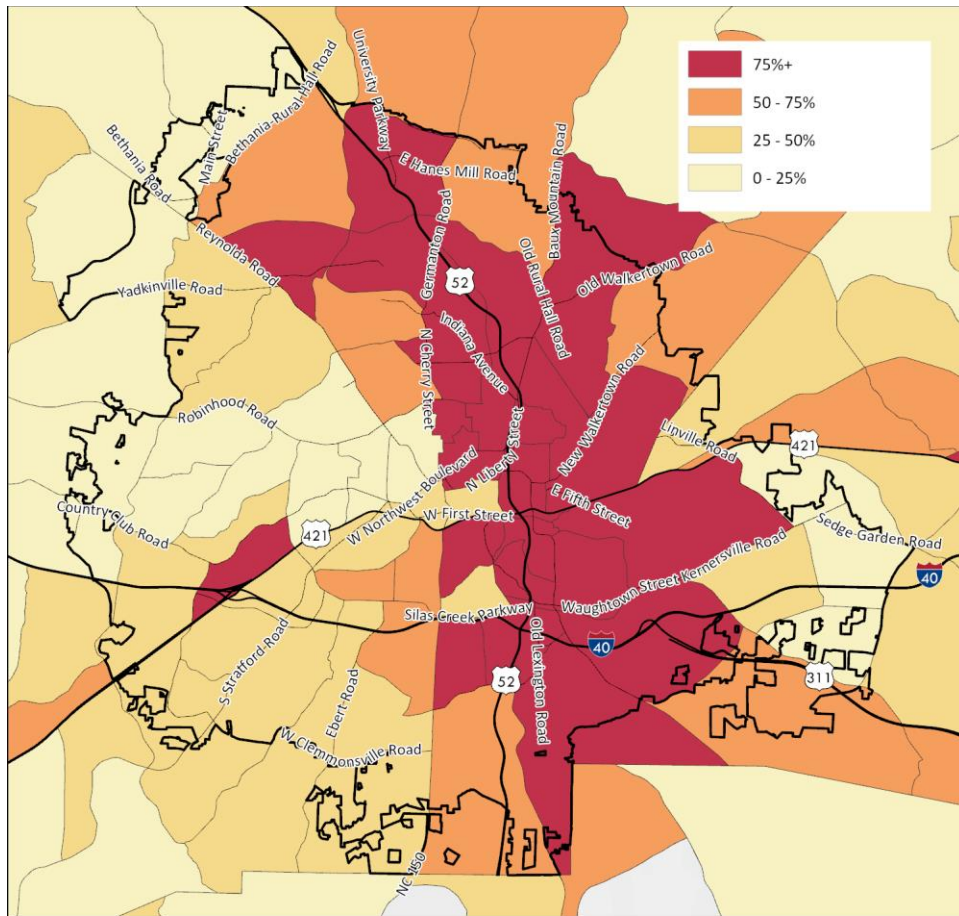 University Parkway
Bethania-Rural-Hall-Road
Main-Street
Bethania-Road
75%+
50 - 75%
25 - 50%
0 - 25%
E Hanes Mill Road
Baux Mountain Road
Reynolda Road
Germanton Road
52
Old Rural Hall Road
Old Walkertown Road
Yadkinville Road
Indiana Avenue
N Cherry Street
New Walkertown Road
Robinhood-Road
Linville Road
421
N Liberty Street
W Northwest Boulevard
E Fifth Street
Country Club-Road
421
W First Street
Sedge-Garden Road
Waughtown Street Kernersville Road
40
Silas Creek Parkway
40
Old Lexington Road
S-Stratford-Road
52
311
Ebert-Road
W Clemmonsville Road
NC 150